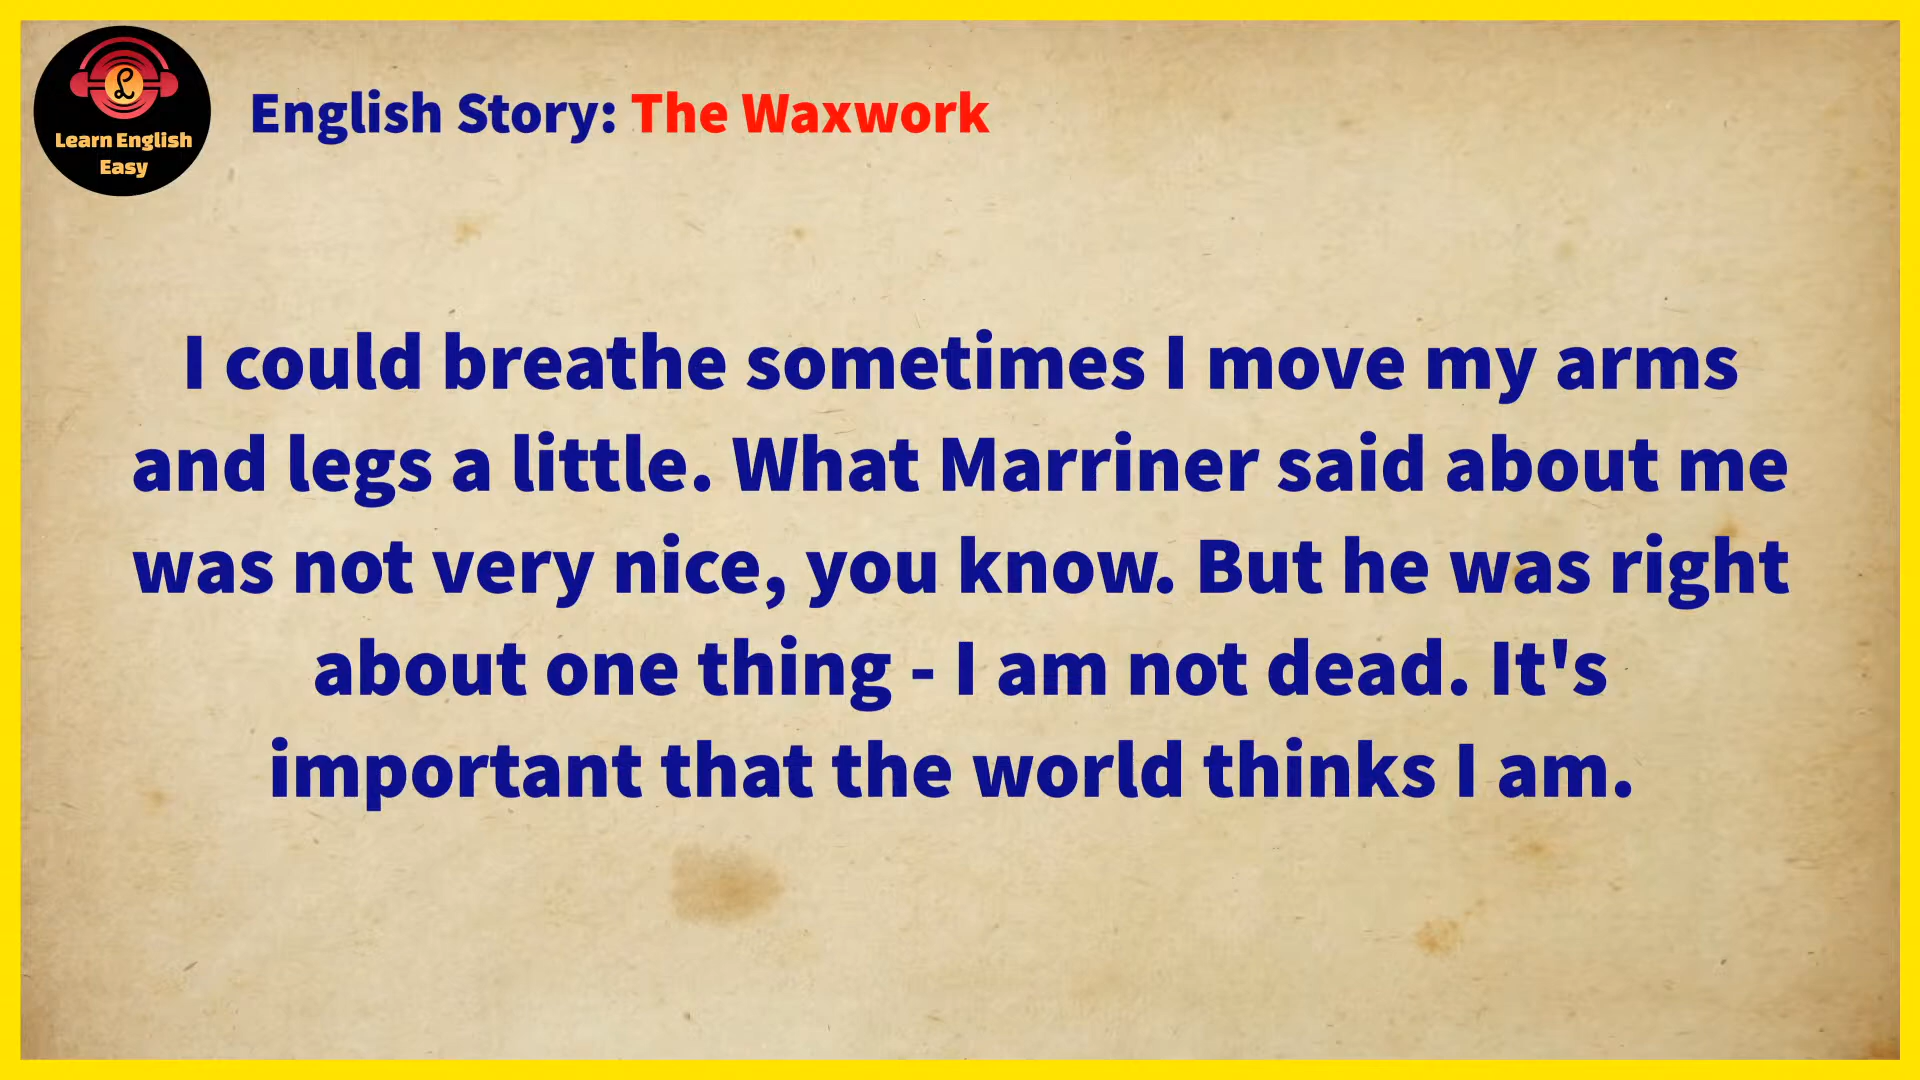 Learn English
Easy
English Story: The Waxwork
I could breathe sometimes I move my arms
and legs a little. What Marriner said about me
was not very nice, you know. But he was right
about one thing - I am not dead. It's
important that the world thinks I am.